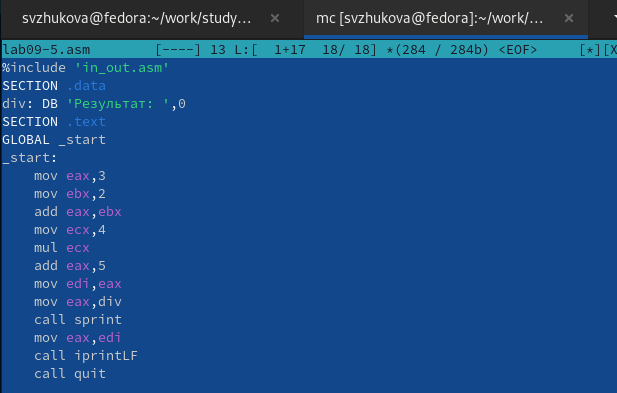 svzhukova@fedora:~/work/study... × mc [svzhukova@fedora]:~/work/... ×
lab09-5.asm [----] 13 L:[ 1+17 18/ 18] *(284 / 284b) <EOF> [*][X
%include 'in_out.asm'
SECTION .data
div: DB 'Результат: ',0
SECTION .text
GLOBAL _start
_start:
mov eax,3
mov ebx,2
add eax,ebx
mov ecx,4
mul ecx
add eax,5
mov edi,eax
mov eax,div
call sprint
mov eax,edi
call iprintLF
call quit